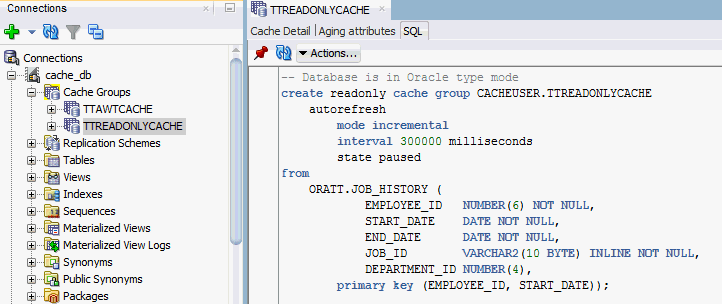 Connections
Connections
cache_db
Cache Groups
TTAWTCACHE
TTREADONLYCACHE
Replication Schemes
Tables
Views
Indexes
Sequences
Materialized Views
Materialized View Logs
Synonyms
Public Synonyms
Packages
TTREADONLYCACHE
Cache Detail Aging attributes SQL
Actions...
-- Database is in Oracle type mode
create readonly cache group CACHEUSER.TTREADONLYCACHE
autorefresh
mode incremental
interval 300000 milliseconds
state paused
from
ORATT.JOB_HISTORY (
EMPLOYEE_ID NUMBER(6) NOT NULL,
START_DATE DATE NOT NULL,
END_DATE DATE NOT NULL,
JOB_ID VARCHAR2(10 BYTE) INLINE NOT NULL,
DEPARTMENT_ID NUMBER(4),
primary key (EMPLOYEE_ID, START_DATE));